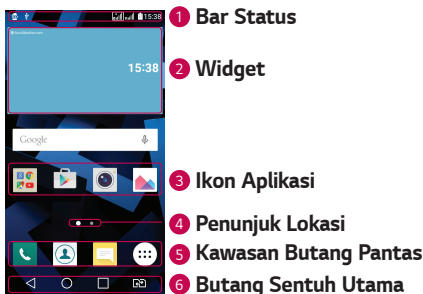 15:38
1 Bar Status
15:38
2 Widget
Google
3 Ikon Aplikasi
4 Penunjuk Lokasi
5 Kawasan Butang Pantas
6 Butang Sentuh Utama